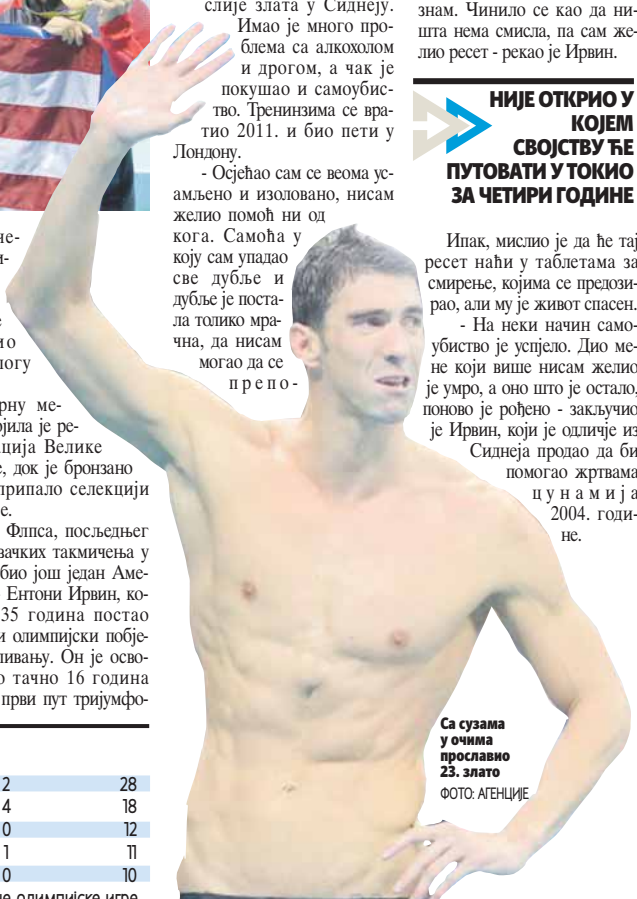 че-
и-
е
ио
логу
рну ме-
јила је ре-
ација Велике
е, док је бронзано
припало селекцији
е.
Флпса, посљедњег
вачких такмичења у
био још један Аме-
Ентони Ирвин, ко-
35 година постао
и олимпијски побје-
ливању. Он је осво-
о тачно 16 година
први пут тријумфо-
2 28
4 18
0 12
1 11
0 10
не олимпијске игре
слије злата у Сиднеју.
Имао је много про-
блема са алкохолом
и дрогом, а чак је
покушао и самоубис-
тво. Тренинзима се вра-
тио 2011. и био пети у
Лондону.
- Осјећао сам се веома ус-
амљено и изоловано, нисам
желио помоћ ни од
кога. Самоћа у
коју сам упадао
све дубље и
дубље је поста-
ла толико мра-
чна, да нисам
могао да се
препо-
знам. Чинило се као да ни-
шта нема смисла, па сам же-
лио ресет - рекао је Ирвин.
НИЈЕ ОТКРИО У
КОЈЕМ
СВОЈСТВУ ЋЕ
ПУТОВАТИ У ТОКИО
ЗА ЧЕТИРИ ГОДИНЕ
Ипак, мислио је да ће тај
ресет наћи у таблетама за
смирење, којима се предози-
рао, али му је живот спасен.
- На неки начин само-
убиство је успјело. Дио ме-
не који више нисам желио
је умро, а оно што је остало,
поново је рођено - закључио
је Ирвин, који је одличје из
Сиднеја продао да би
помогао жртвама
цунамија
2004. годи-
не.
Са сузама
у очима
прославио
23. злато
ФОТО: АГЕНЦИЈЕ